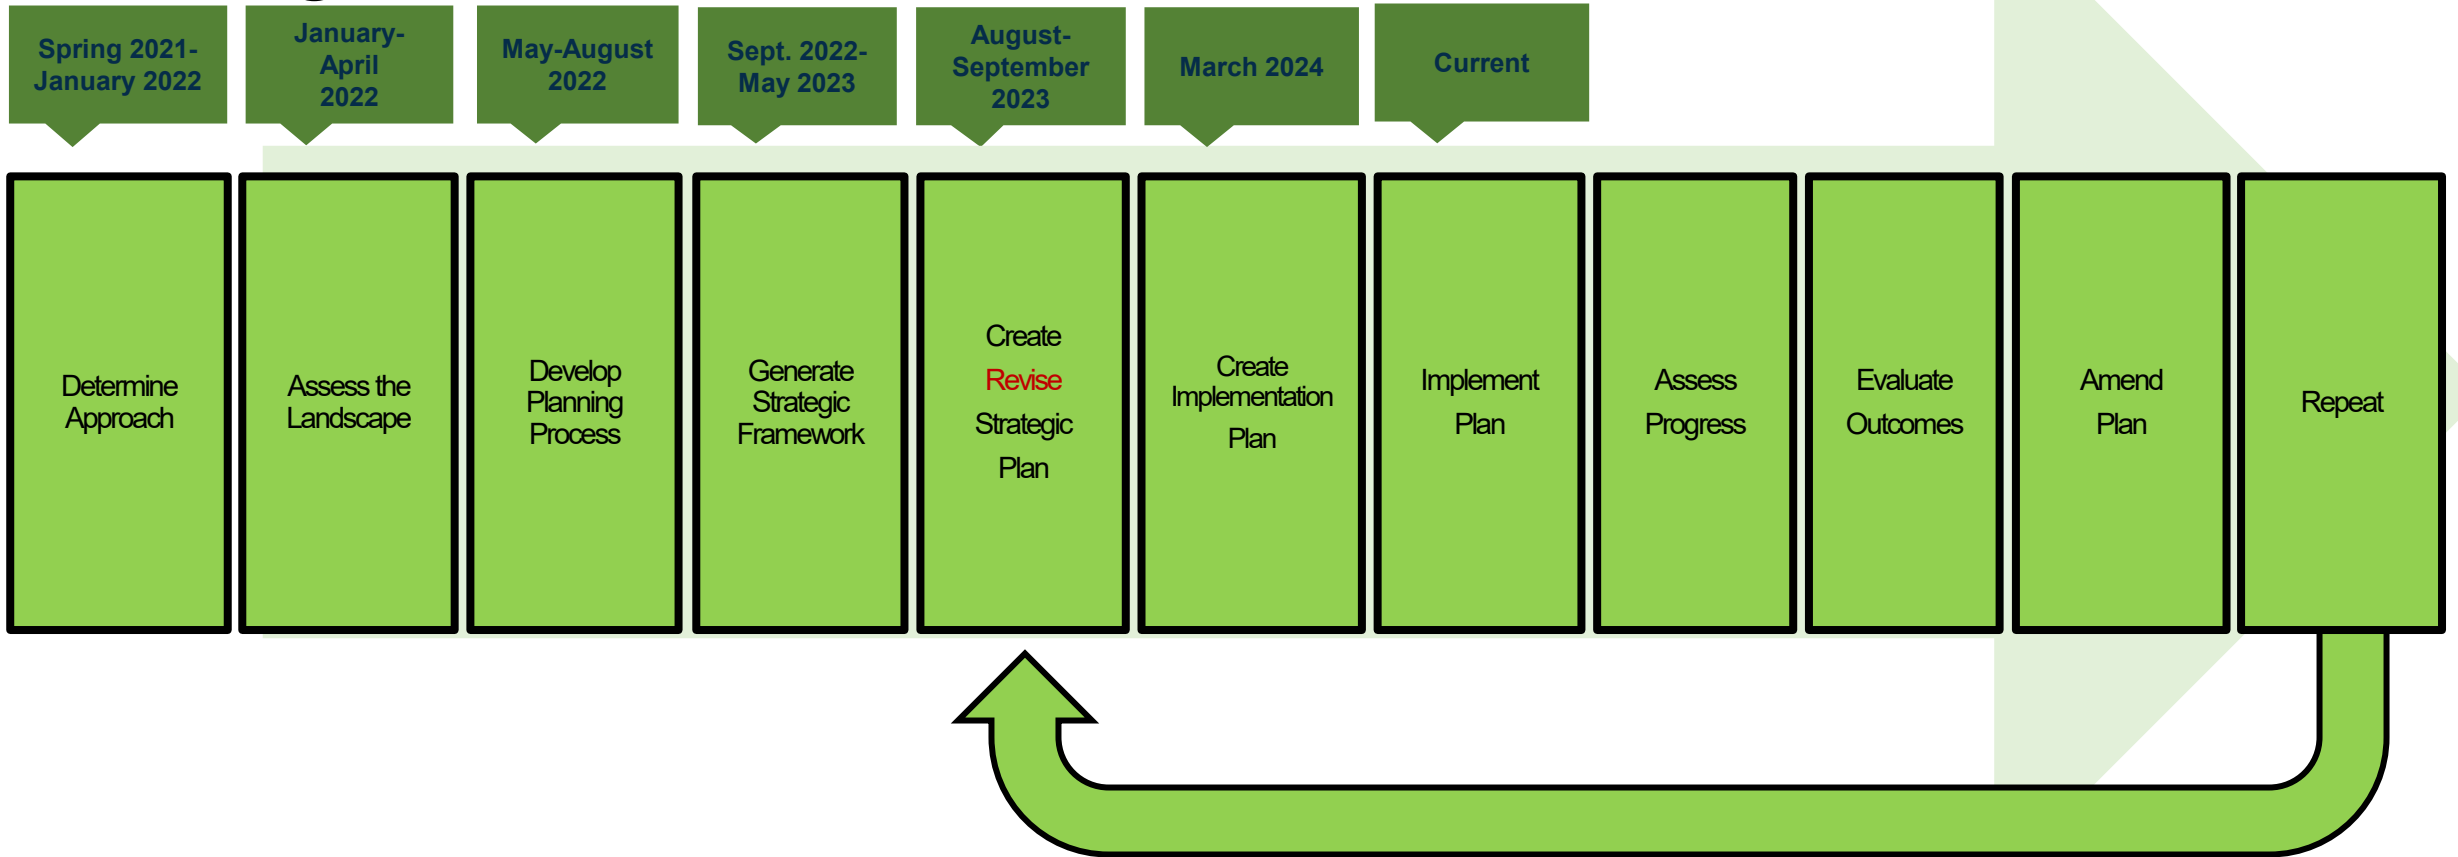 Spring 2021-
January 2022
January-
April
2022
May-August
2022
Sept. 2022-
May 2023
August-
September
2023
March 2024
Current
Determine
Approach
Assess the
Landscape
Develop
Planning
Process
Generate
Strategic
Framework
Create
Revise
Strategic
Plan
Create
Implementation
Plan
Implement
Plan
Assess
Progress
Evaluate
Outcomes
Amend
Plan
Repeat